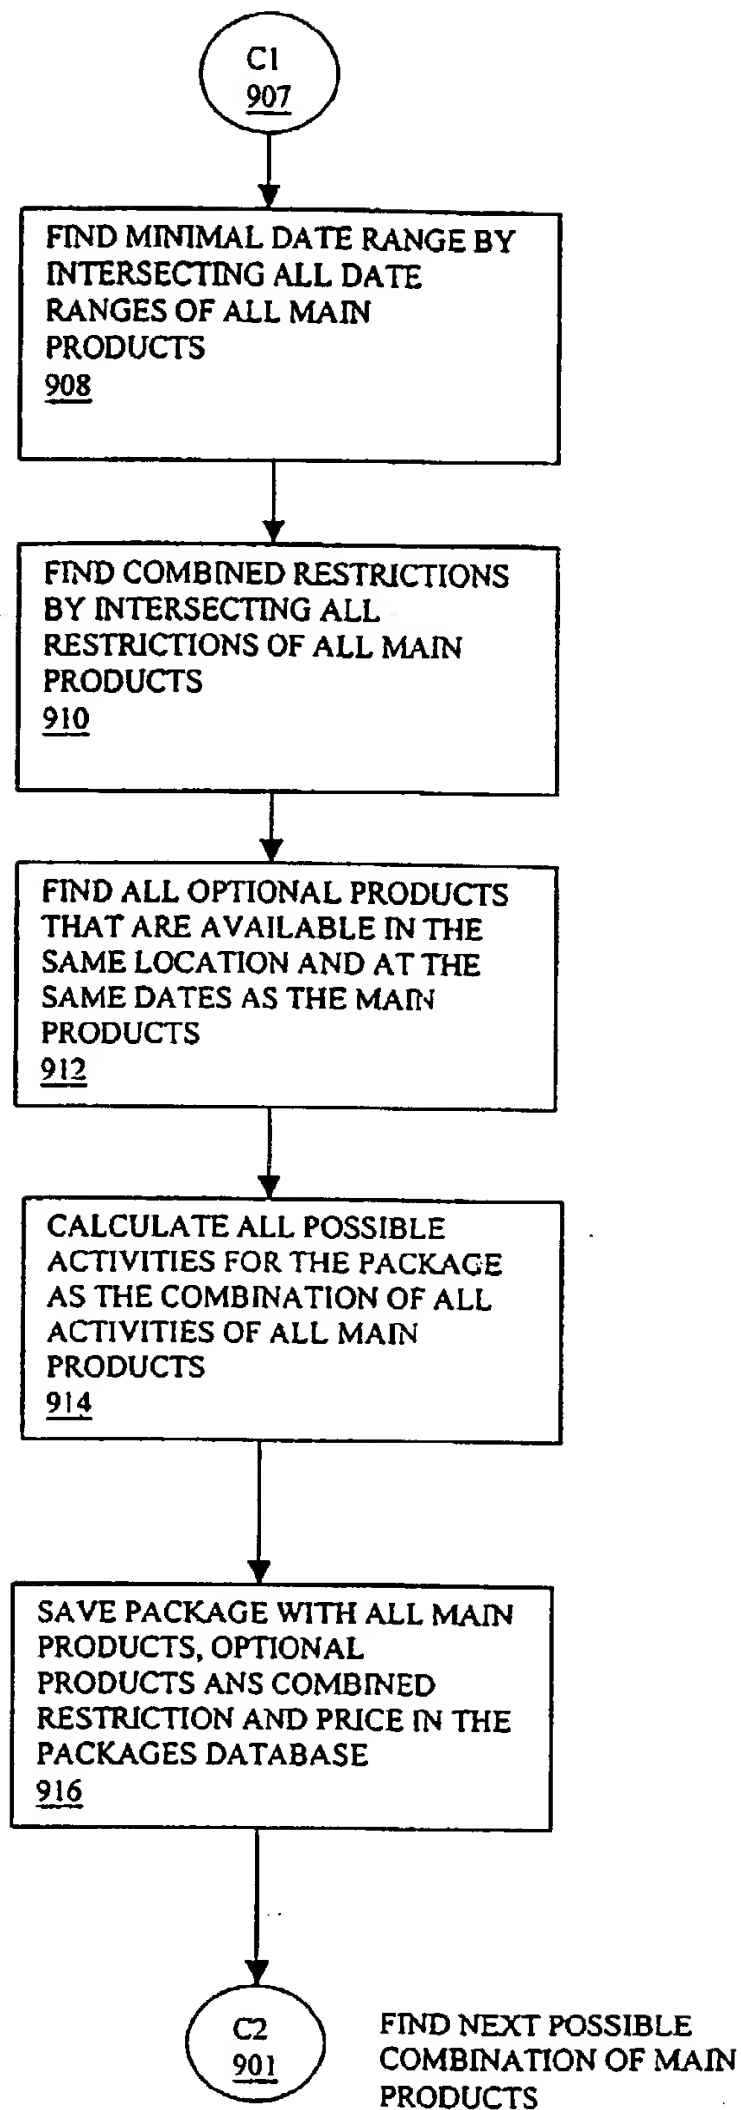 C1
907
FIND MINIMAL DATE RANGE BY
INTERSECTING ALL DATE
RANGES OF ALL MAIN
PRODUCTS
908
FIND COMBINED RESTRICTIONS
BY INTERSECTING ALL
RESTRICTIONS OF ALL MAIN
PRODUCTS
910
FIND ALL OPTIONAL PRODUCTS
THAT ARE AVAILABLE IN THE
SAME LOCATION AND AT THE
SAME DATES AS THE MAIN
PRODUCTS
912
CALCULATE ALL POSSIBLE
ACTIVITIES FOR THE PACKAGE
AS THE COMBINATION OF ALL
ACTIVITIES OF ALL MAIN
PRODUCTS
914
SAVE PACKAGE WITH ALL MAIN
PRODUCTS, OPTIONAL
PRODUCTS ANS COMBINED
RESTRICTION AND PRICE IN THE
PACKAGES DATABASE
916
C2
901
FIND NEXT POSSIBLE
COMBINATION OF MAIN
PRODUCTS